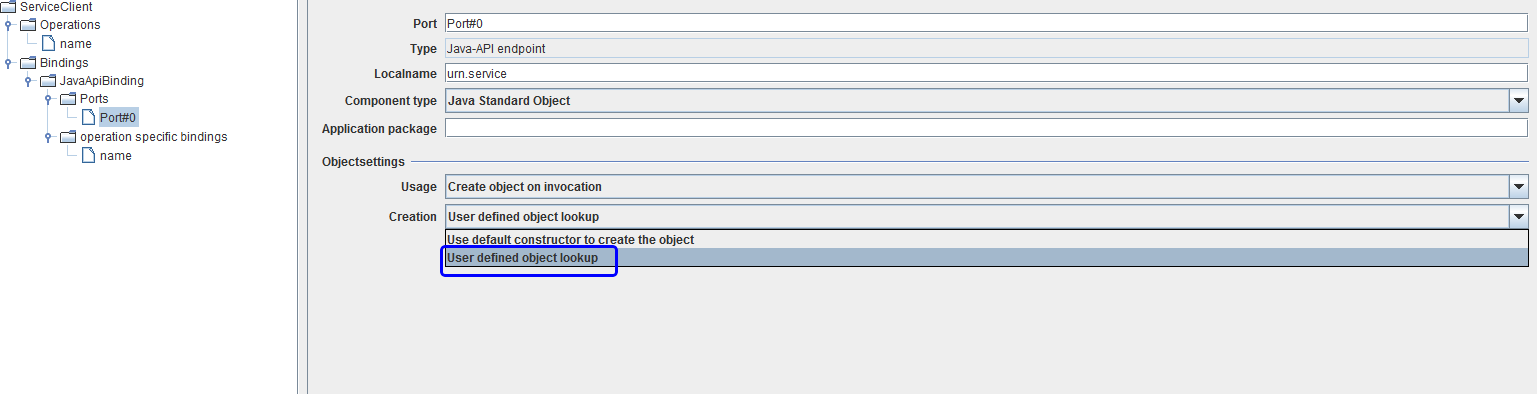 ServiceClient
Operations
name
Bindings
JavaApiBinding
Ports
Port#0
operation specific bindings
name
Port Port#0
Type Java-API endpoint
Localname urn.service
Component type Java Standard Object
Application package
Objectsettings
Usage Create object on invocation
Creation User defined object lookup
Use default constructor to create the object
User defined object lookup